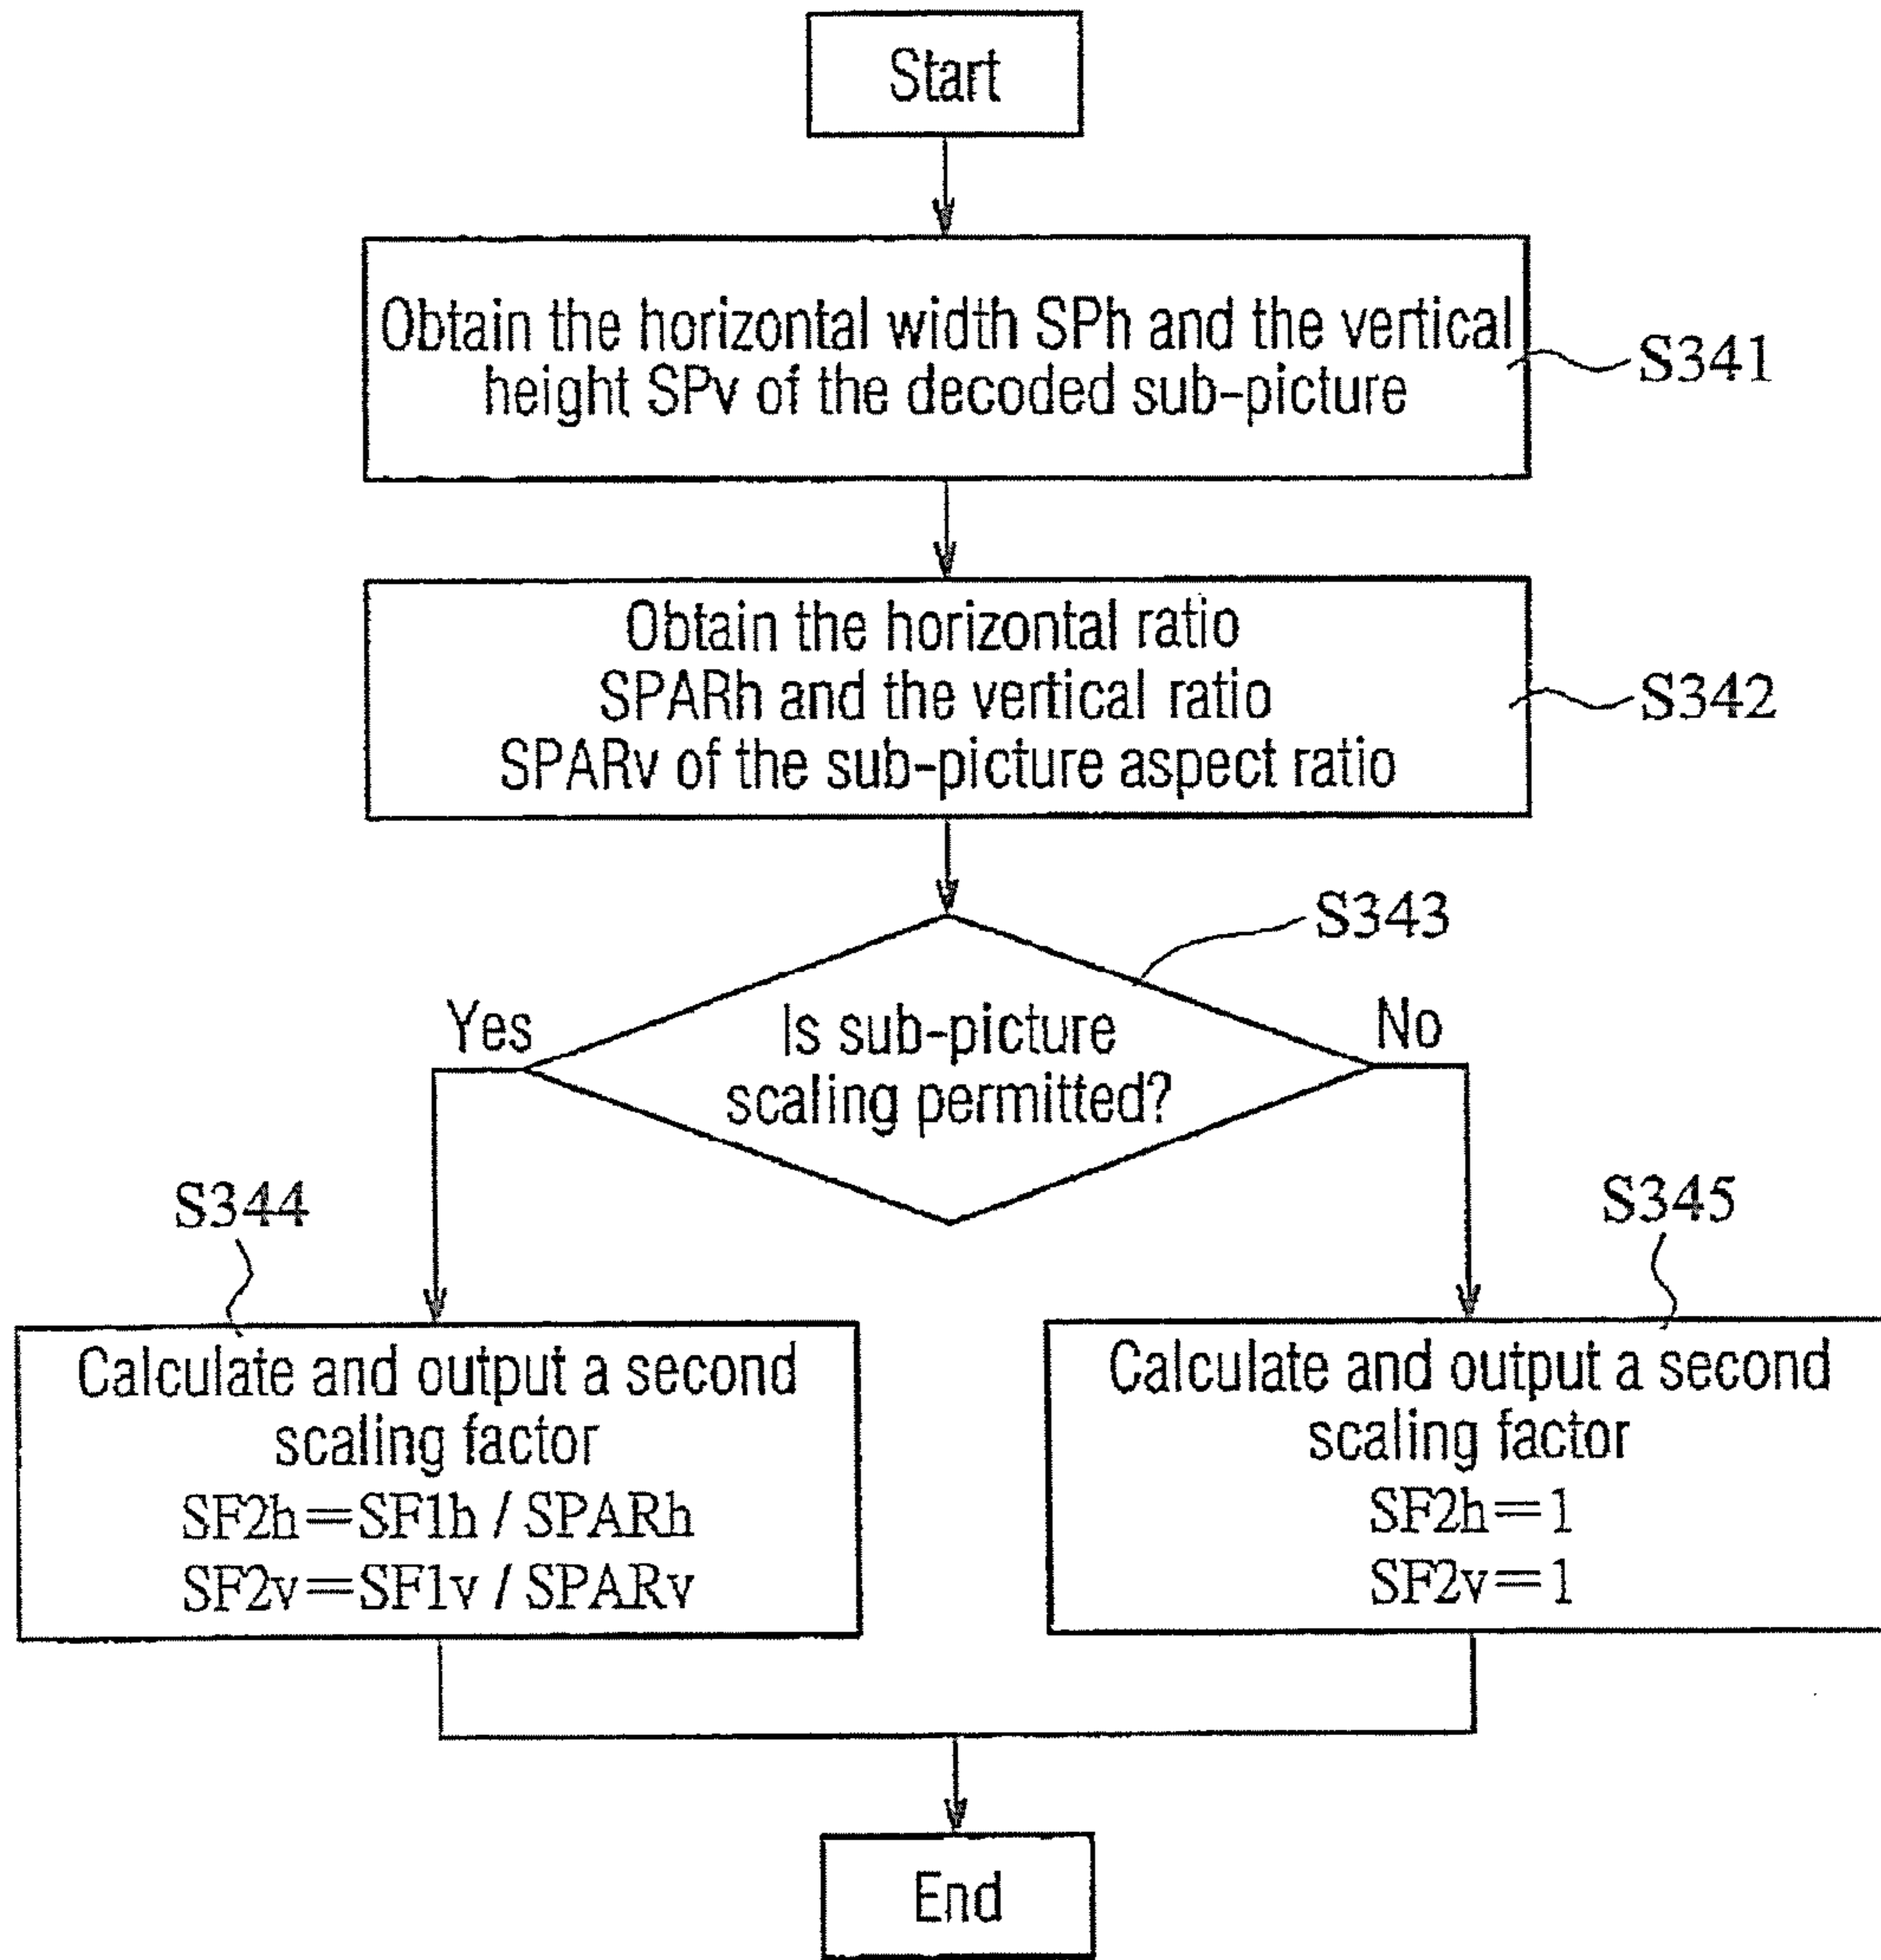 Start
Obtain the horizontal width SPh and the vertical
height SPv of the decoded sub-picture
S341
Obtain the horizontal ratio
SPARh and the vertical ratio
SPARv of the sub-picture aspect ratio
S342
S343
Yes
Is sub-picture
scaling permitted?
No
S344
Calculate and output a second
scaling factor
SF2h=SF1h / SPARh
SF2v=SF1v / SPARv
S345
Calculate and output a second
scaling factor
SF2h=1
SF2v=1
End